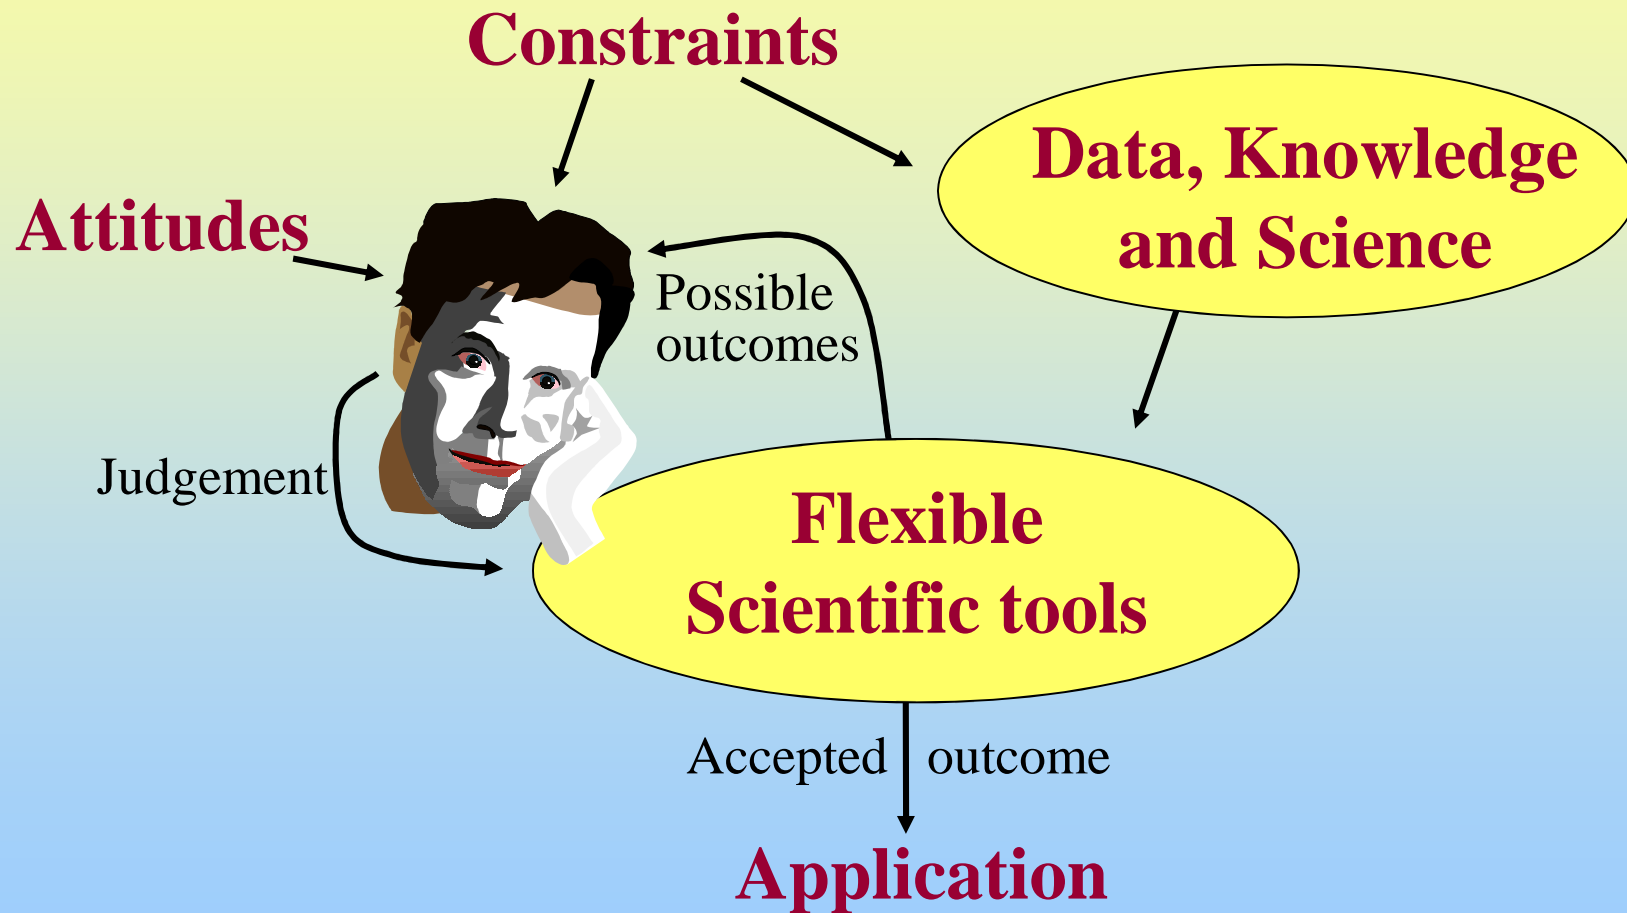 Constraints
Data, Knowledge
and Science
Attitudes
Possible
outcomes
Judgement
Flexible
Scientific tools
Accepted outcome
Application